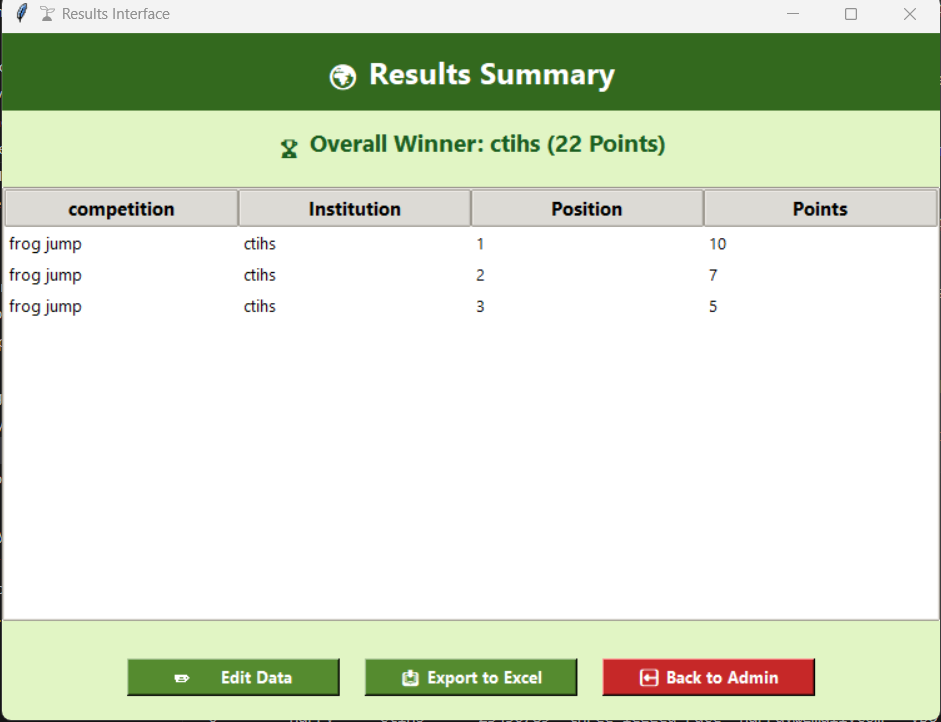 Results Interface
Results Summary
Overall Winner: ctihs (22 Points)
competition Institution Position Points
frog jump ctihs 1 10
frog jump ctihs 2 7
frog jump ctihs 3 5
Edit Data Export to Excel Back to Admin